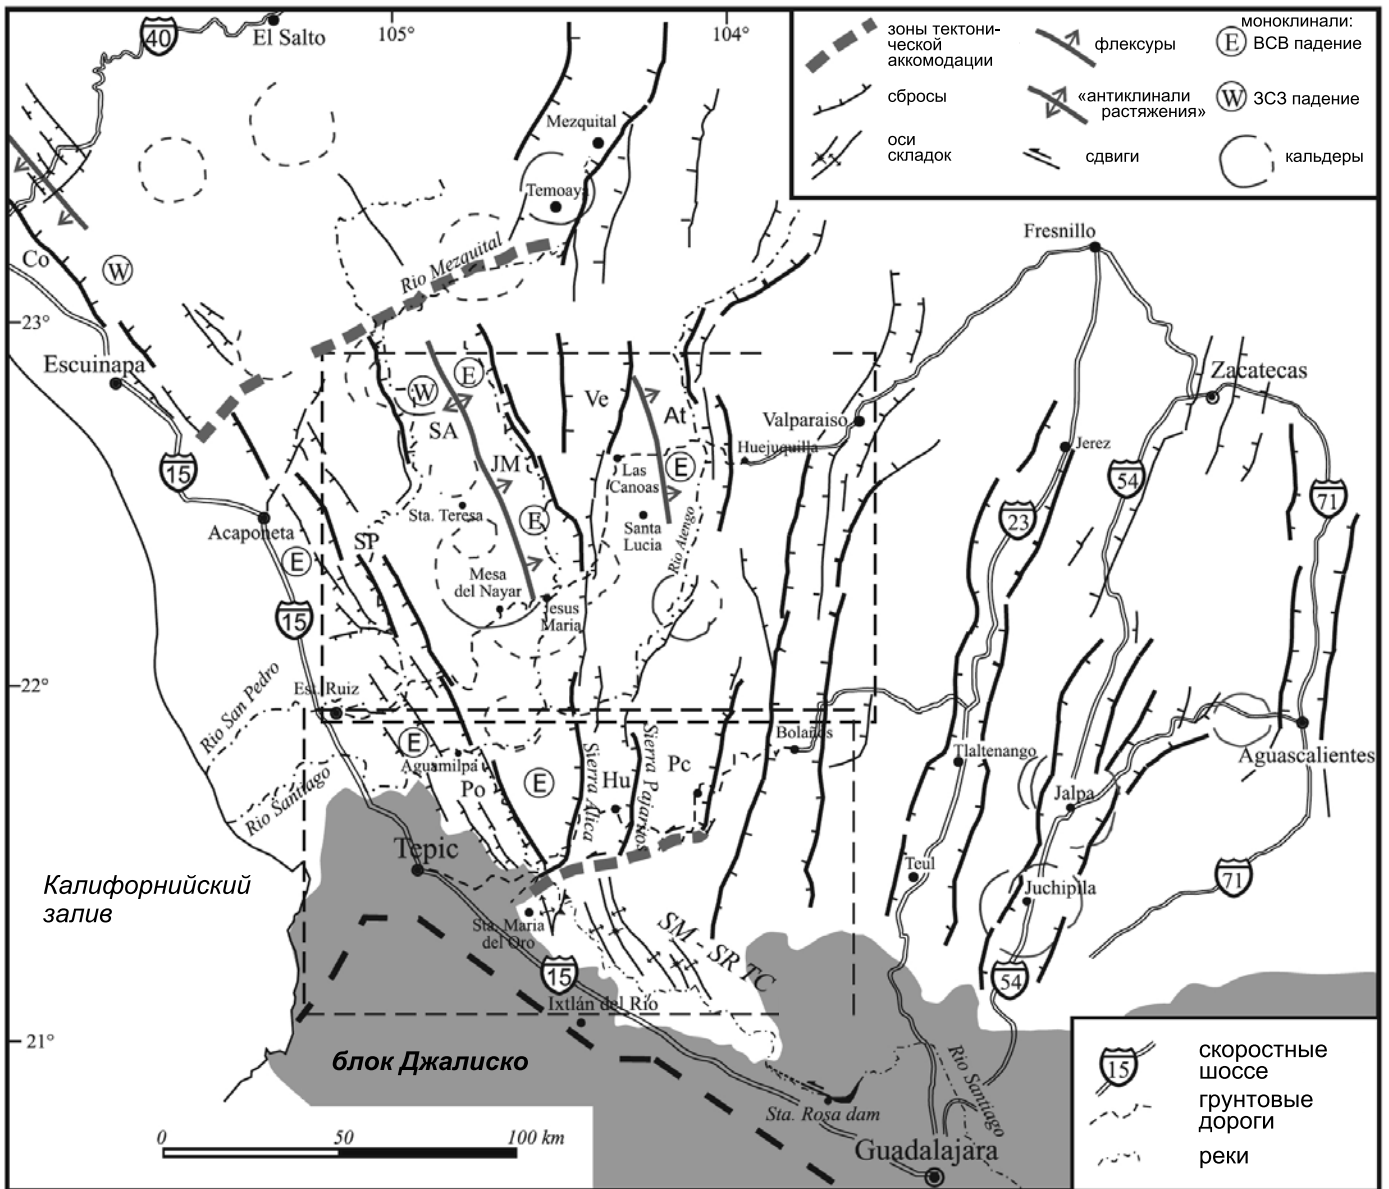 40
El Salto
105°
104°
зоны тектони-
ческой
аккомодации
сбросы
оси
складок
флексуры
«антиклинали
растяжения»
сдвиги
моноклинали:
E ВСВ падение
W ЗСЗ падение
кальдеры
Mezquital
Temoaya
Rio Mezquital
Fresnillo
Co
W
23°
Escuinapa
E
W
SA
Ve
At
Zacatecas
Valparaiso
Huejuquilla
Jerez
15
JM
Las
Canoas
E
54
71
Sta. Teresa
Santa
Lucia
Rio Atengo
23
Acaponeta
E
SP
E
Mesa
del Nayar
Jesus
Maria
15
22°
Rio San Pedro
Est. Ruiz
E
Aguamilpa
Bolaños
Tlaltenango
Aguascalientes
Rio Santiago
Po
E
Sierra Alica
Hu
Sierra Pajaritos
Pc
Jalpa
Tepic
Teul
71
Juchipila
Калифорнийский
залив
Sta. Maria
del Oro
SM - SR TC
15
54
Ixtlán del Río
21°
блок Джалиско
Rio Santiago
Sta. Rosa dam
Guadalajara
0
50
100 km
15
скоростные
шоссе
грунтовые
дороги
реки